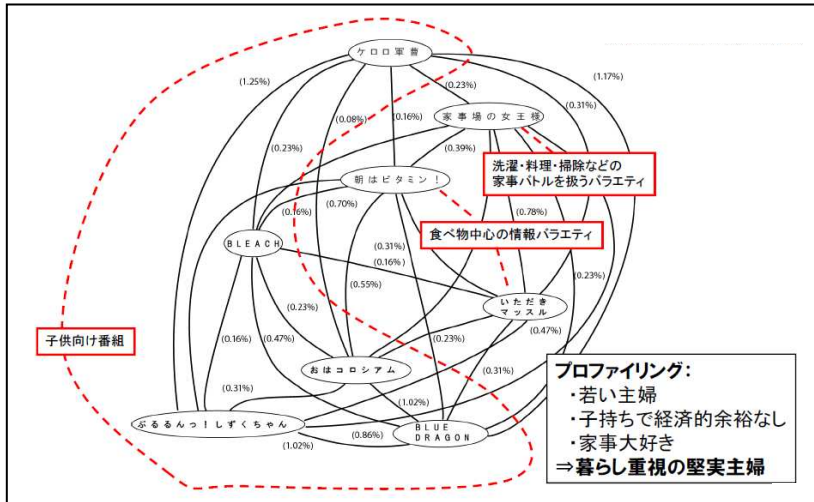 ケロロ軍曹
(1.25%)
(1.17%)
(0.23%)
(0.31%)
(0.08%)
(0.16%)
家事場の女王様
(0.23%)
(0.39%)
洗濯・料理・掃除などの
家事バトルを扱うバラエティ
朝はビタミン!
(0.16%)
(0.70%)
(0.78%)
食べ物中心の情報バラエティ
BLEACH
(0.31%)
(0.16%)
(0.23%)
(0.55%)
いただき
マッスル
(0.23%)
(0.47%)
子供向け番組
(0.16%)
(0.47%)
(0.23%)
おはコロシアム
(0.31%)
(0.31%)
(1.02%)
ぷるるんっ!しずくちゃん
BLUE
DRAGON
(0.86%)
(1.02%)
プロファイリング:
・若い主婦
・子持ちで経済的余裕なし
・家事大好き
⇒暮らし重視の堅実主婦